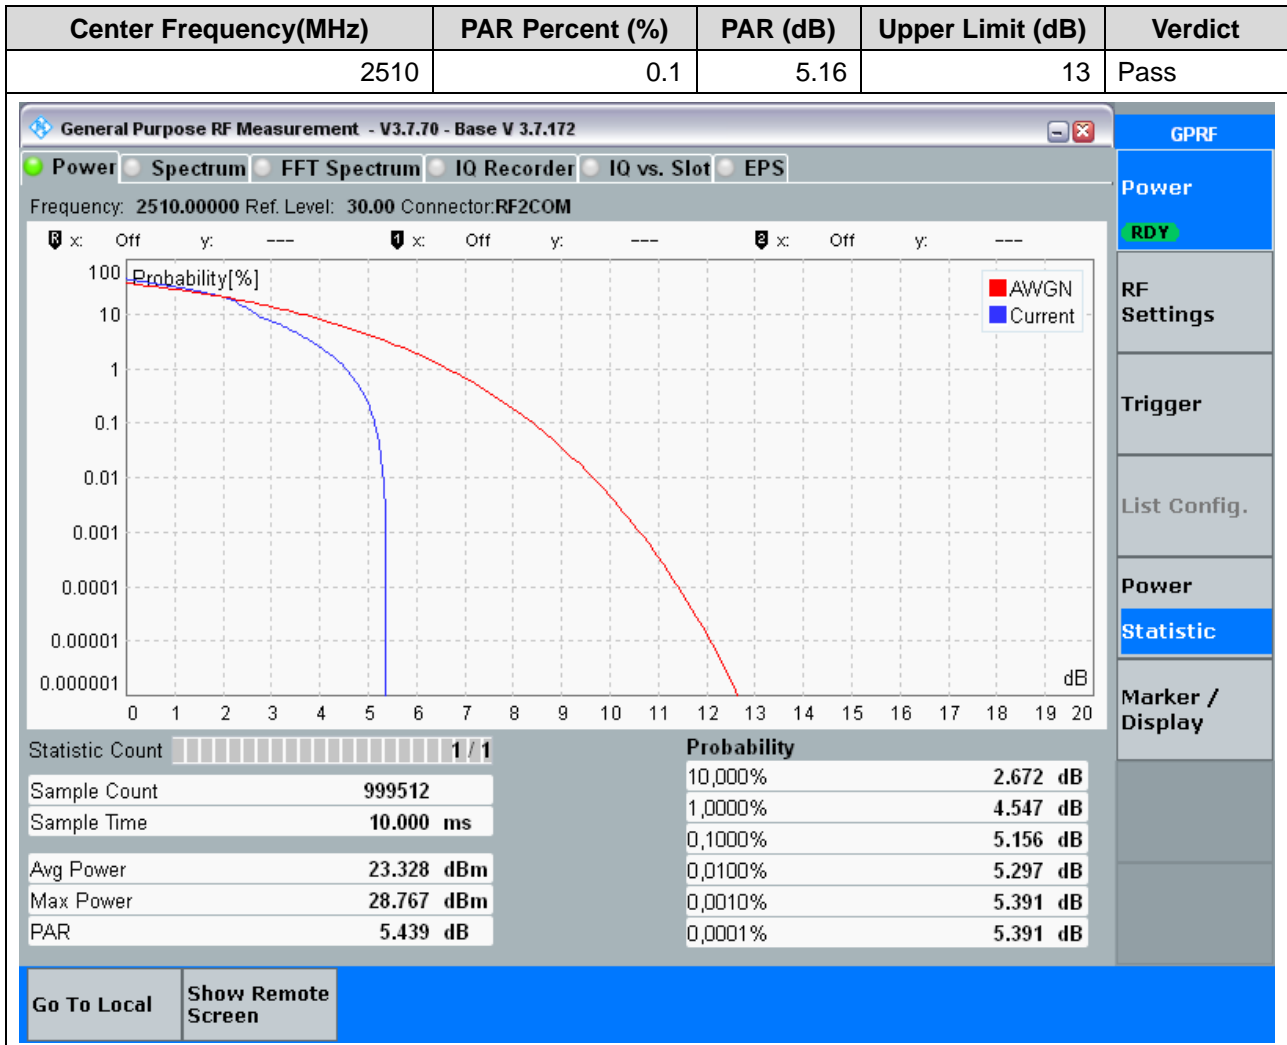 Center Frequency(MHz) PAR Percent (%) PAR (dB) Upper Limit (dB) Verdict
2510 0.1 5.16 13 Pass
General Purpose RF Measurement - V3.7.70 - Base V 3.7.172
GPRF
Power Spectrum FFT Spectrum IQ Recorder IQ vs. Slot EPS
Power
RDY
Frequency: 2510.00000 Ref. Level: 30.00 Connector:RF2COM
R x: Off y: --- 1 x: Off y: --- 2 x: Off y: ---
Probability[%]
AWGN
Current
100
10
1
0.1
0.01
0.001
0.0001
0.00001
0.000001
dB
0 1 2 3 4 5 6 7 8 9 10 11 12 13 14 15 16 17 18 19 20
RF
Settings
Trigger
List Config.
Power
Statistic
Marker /
Display
Statistic Count 1 / 1
Sample Count 999512
Sample Time 10.000 ms
Avg Power 23.328 dBm
Max Power 28.767 dBm
PAR 5.439 dB
Probability
10,000% 2.672 dB
1,0000% 4.547 dB
0,1000% 5.156 dB
0,0100% 5.297 dB
0,0010% 5.391 dB
0,0001% 5.391 dB
Go To Local
Show Remote
Screen